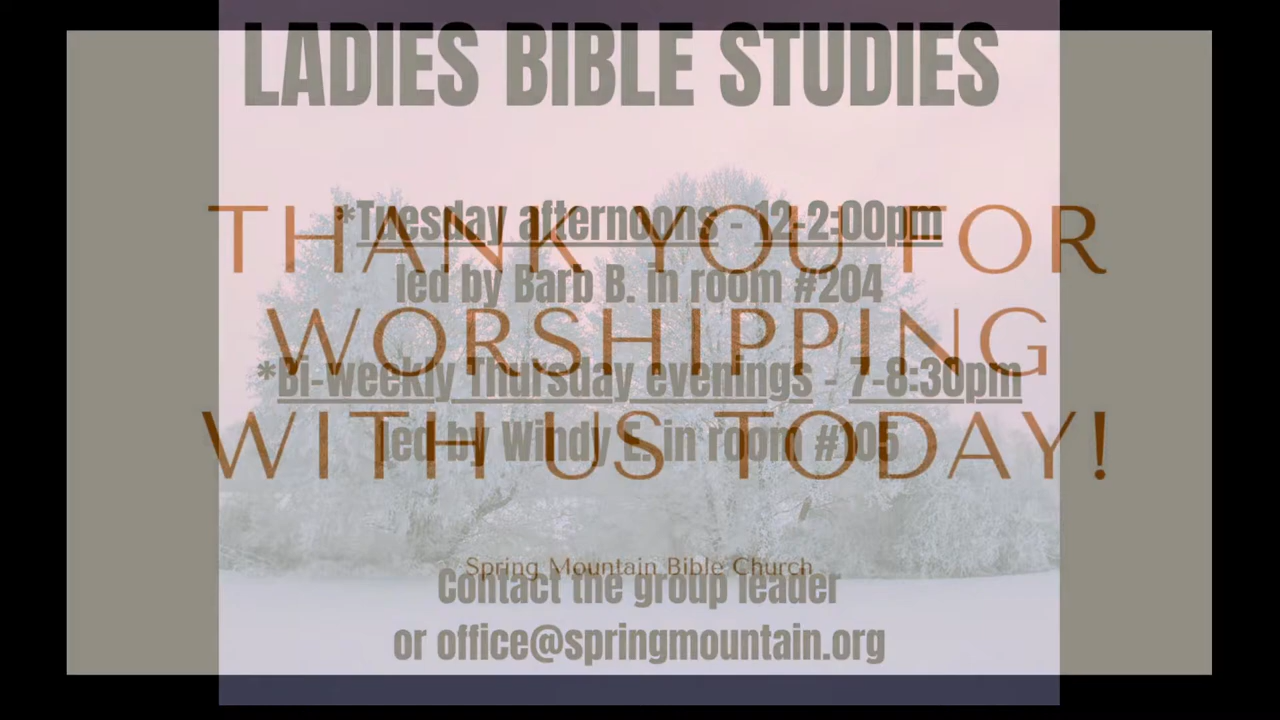 LADIES BIBLE STUDIES
*Tuesday afternoons - 12-2:00pm
led by Barb B. in room #204
*Bi-weekly Thursday evenings - 7-8:30pm
led by Windy E. in room #105
Contact the group leader
or office@springmountain.org
THANK YOU FOR
WORSHIPPING
WITH US TODAY!
Spring Mountain Bible Church